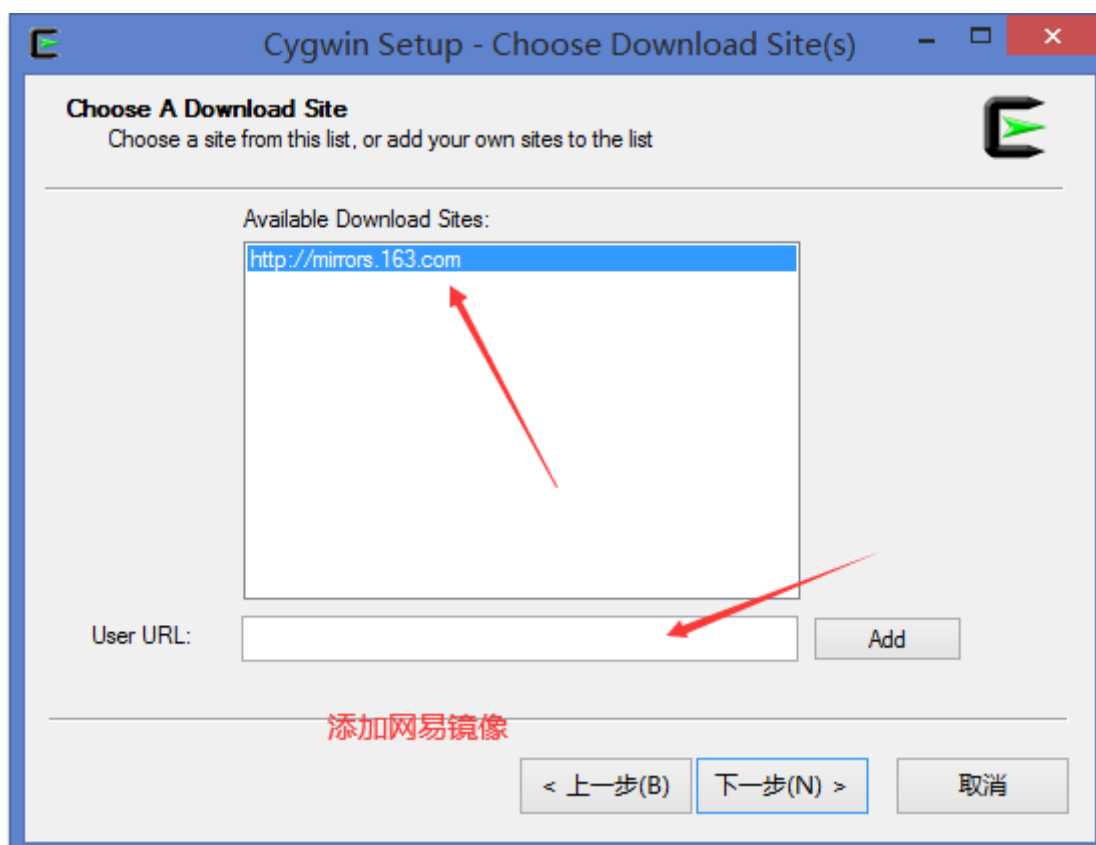 Cygwin Setup - Choose Download Site(s)
Choose A Download Site
Choose a site from this list, or add your own sites to the list
Available Download Sites:
http://mirrors.163.com
User URL:
Add
添加网易镜像
< 上一步(B)
下一步(N) >
取消